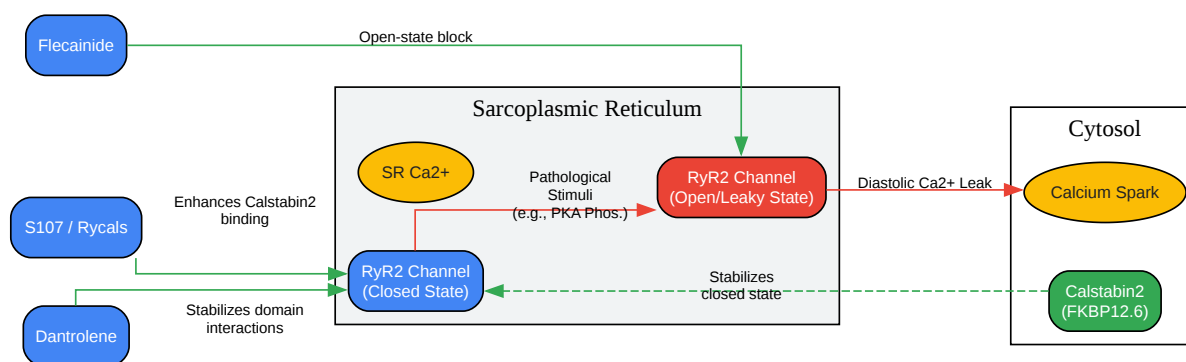 Flecainide
Open-state block
Sarcoplasmic Reticulum
Cytosol
SR Ca2+
Pathological
Stimuli
(e.g., PKA Phos.)
RyR2 Channel
(Open/Leaky State)
Diastolic Ca2+ Leak
Calcium Spark
Enhances Calstabin2
binding
S107 / Rycals
RyR2 Channel
(Closed State)
Stabilizes
closed state
Calstabin2
(FKBP12.6)
Stabilizes domain
interactions
Dantrolene